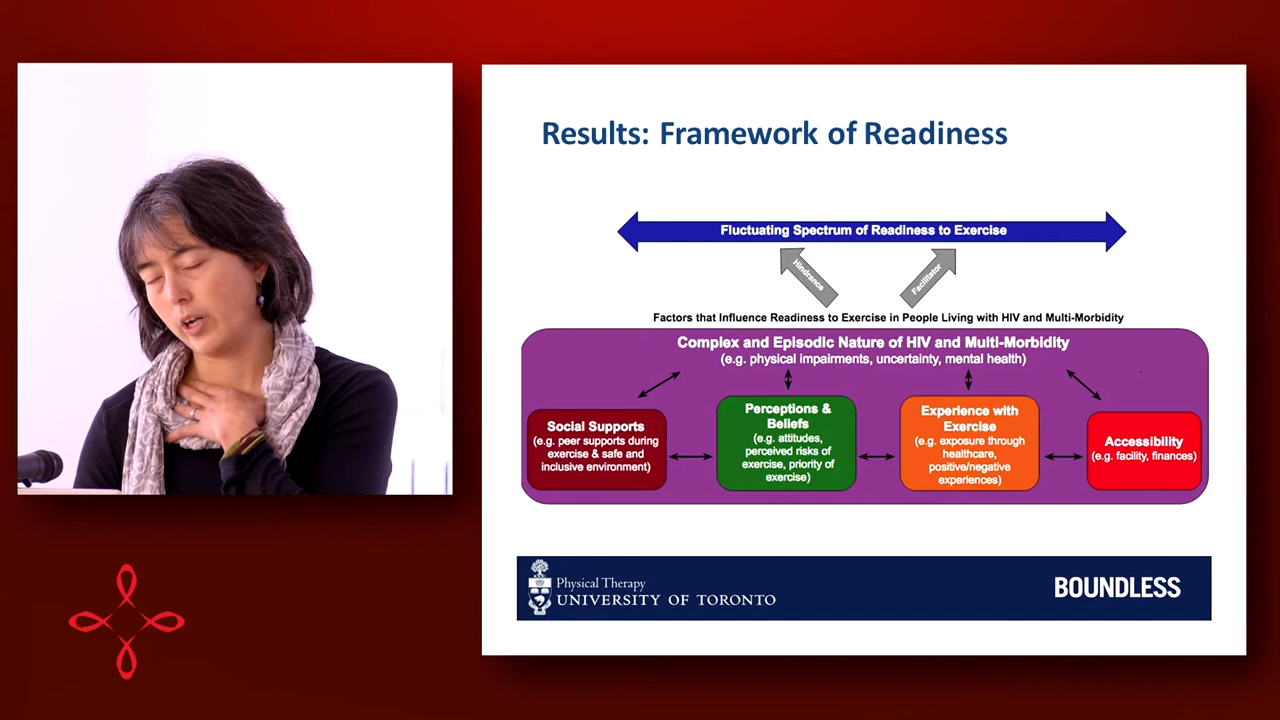 Results: Framework of Readiness
Fluctuating Spectrum of Readiness to Exercise
Hindrance
Facilitator
Factors that Influence Readiness to Exercise in People Living with HIV and Multi-Morbidity
Complex and Episodic Nature of HIV and Multi-Morbidity
(e.g. physical impairments, uncertainty, mental health)
Social Supports
(e.g. peer supports during
exercise & safe and
inclusive environment)
Perceptions &
Beliefs
(e.g. attitudes,
perceived risks of
exercise, priority of
exercise)
Experience with
Exercise
(e.g. exposure through
healthcare,
positive/negative
experiences)
Accessibility
(e.g. facility, finances)
Physical Therapy
UNIVERSITY OF TORONTO
BOUNDLESS